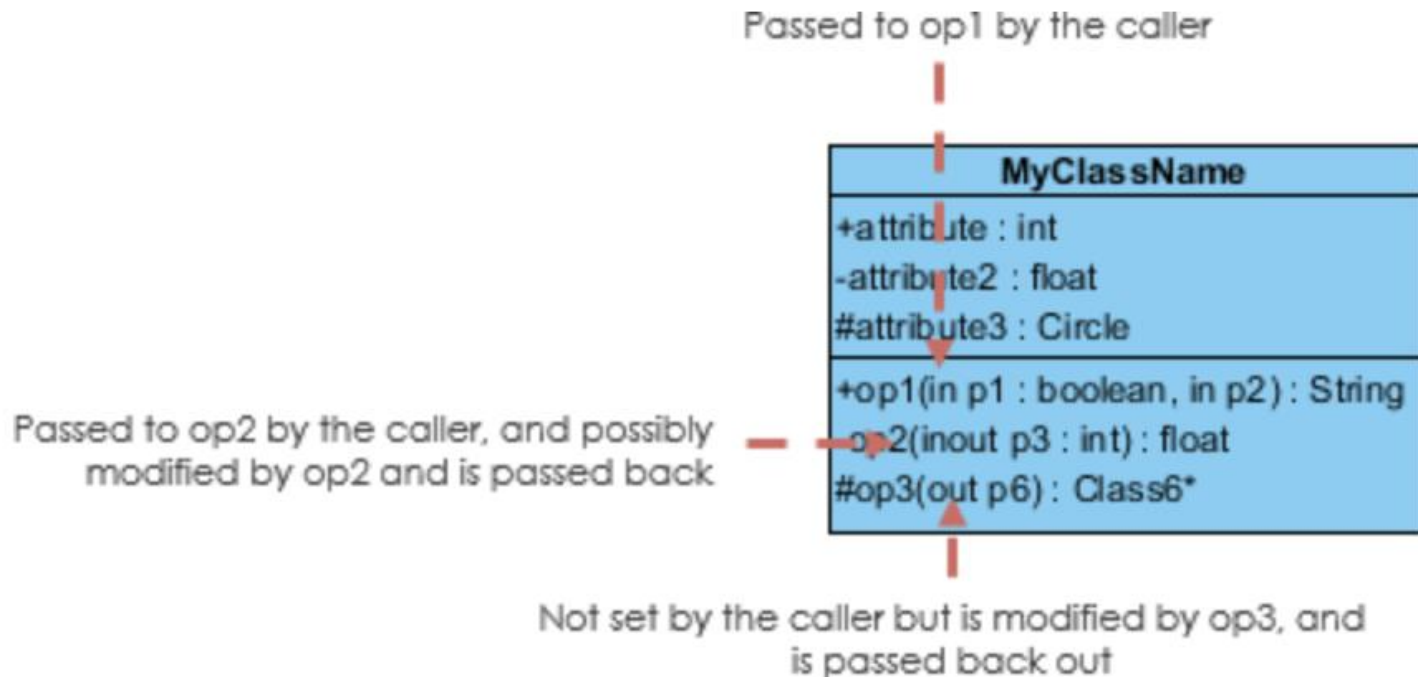 Passed to op1 by the caller
MyClassName
+attribute : int
-attribute2 : float
#attribute3 : Circle
+op1(in p1 : boolean, in p2) : String
Passed to op2 by the caller, and possibly
modified by op2 and is passed back
op2(inout p3 : int) : float
#op3(out p6) : Class6*
Not set by the caller but is modified by op3, and
is passed back out